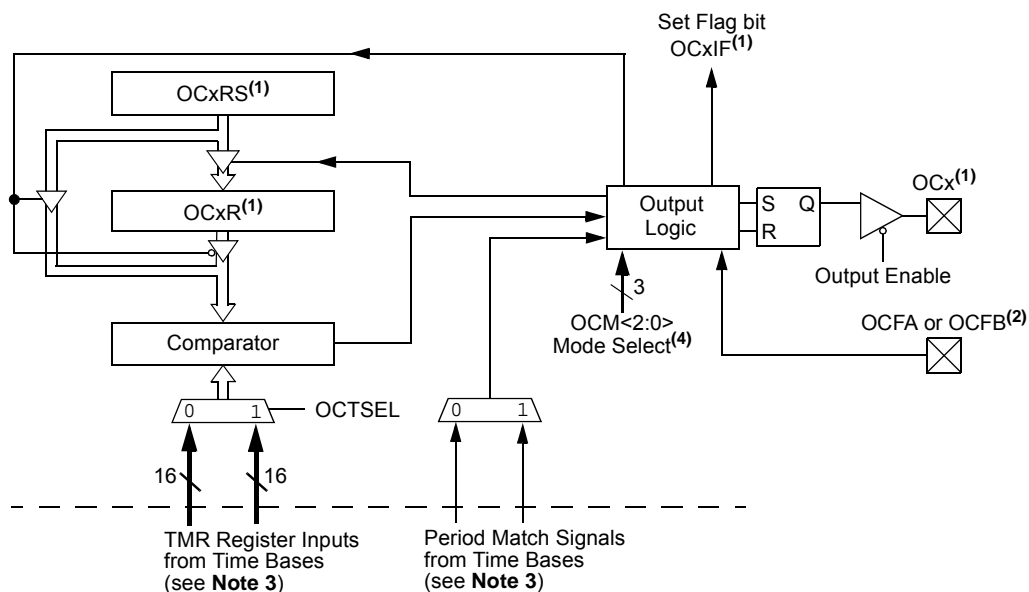 Set Flag bit
OCxIF(1)
OCxRS(1)
OCxR(1)
Output
Logic
S Q
R
OCx(1)
Output Enable
3
OCM<2:0>
Mode Select(4)
OCFA or OCFB(2)
Comparator
0 1
OCTSEL
0 1
16
16
TMR Register Inputs
from Time Bases
(see Note 3)
Period Match Signals
from Time Bases
(see Note 3)